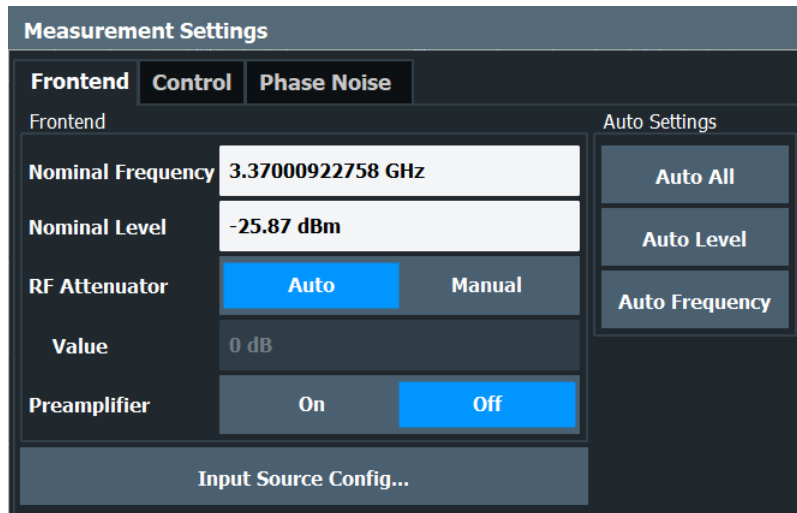 Measurement Settings
Frontend Control Phase Noise
Frontend
Auto Settings
Nominal Frequency 3.37000922758 GHz
Auto All
Nominal Level -25.87 dBm
Auto Level
RF Attenuator Auto Manual
Auto Frequency
Value 0 dB
Preamplifier On Off
Input Source Config...